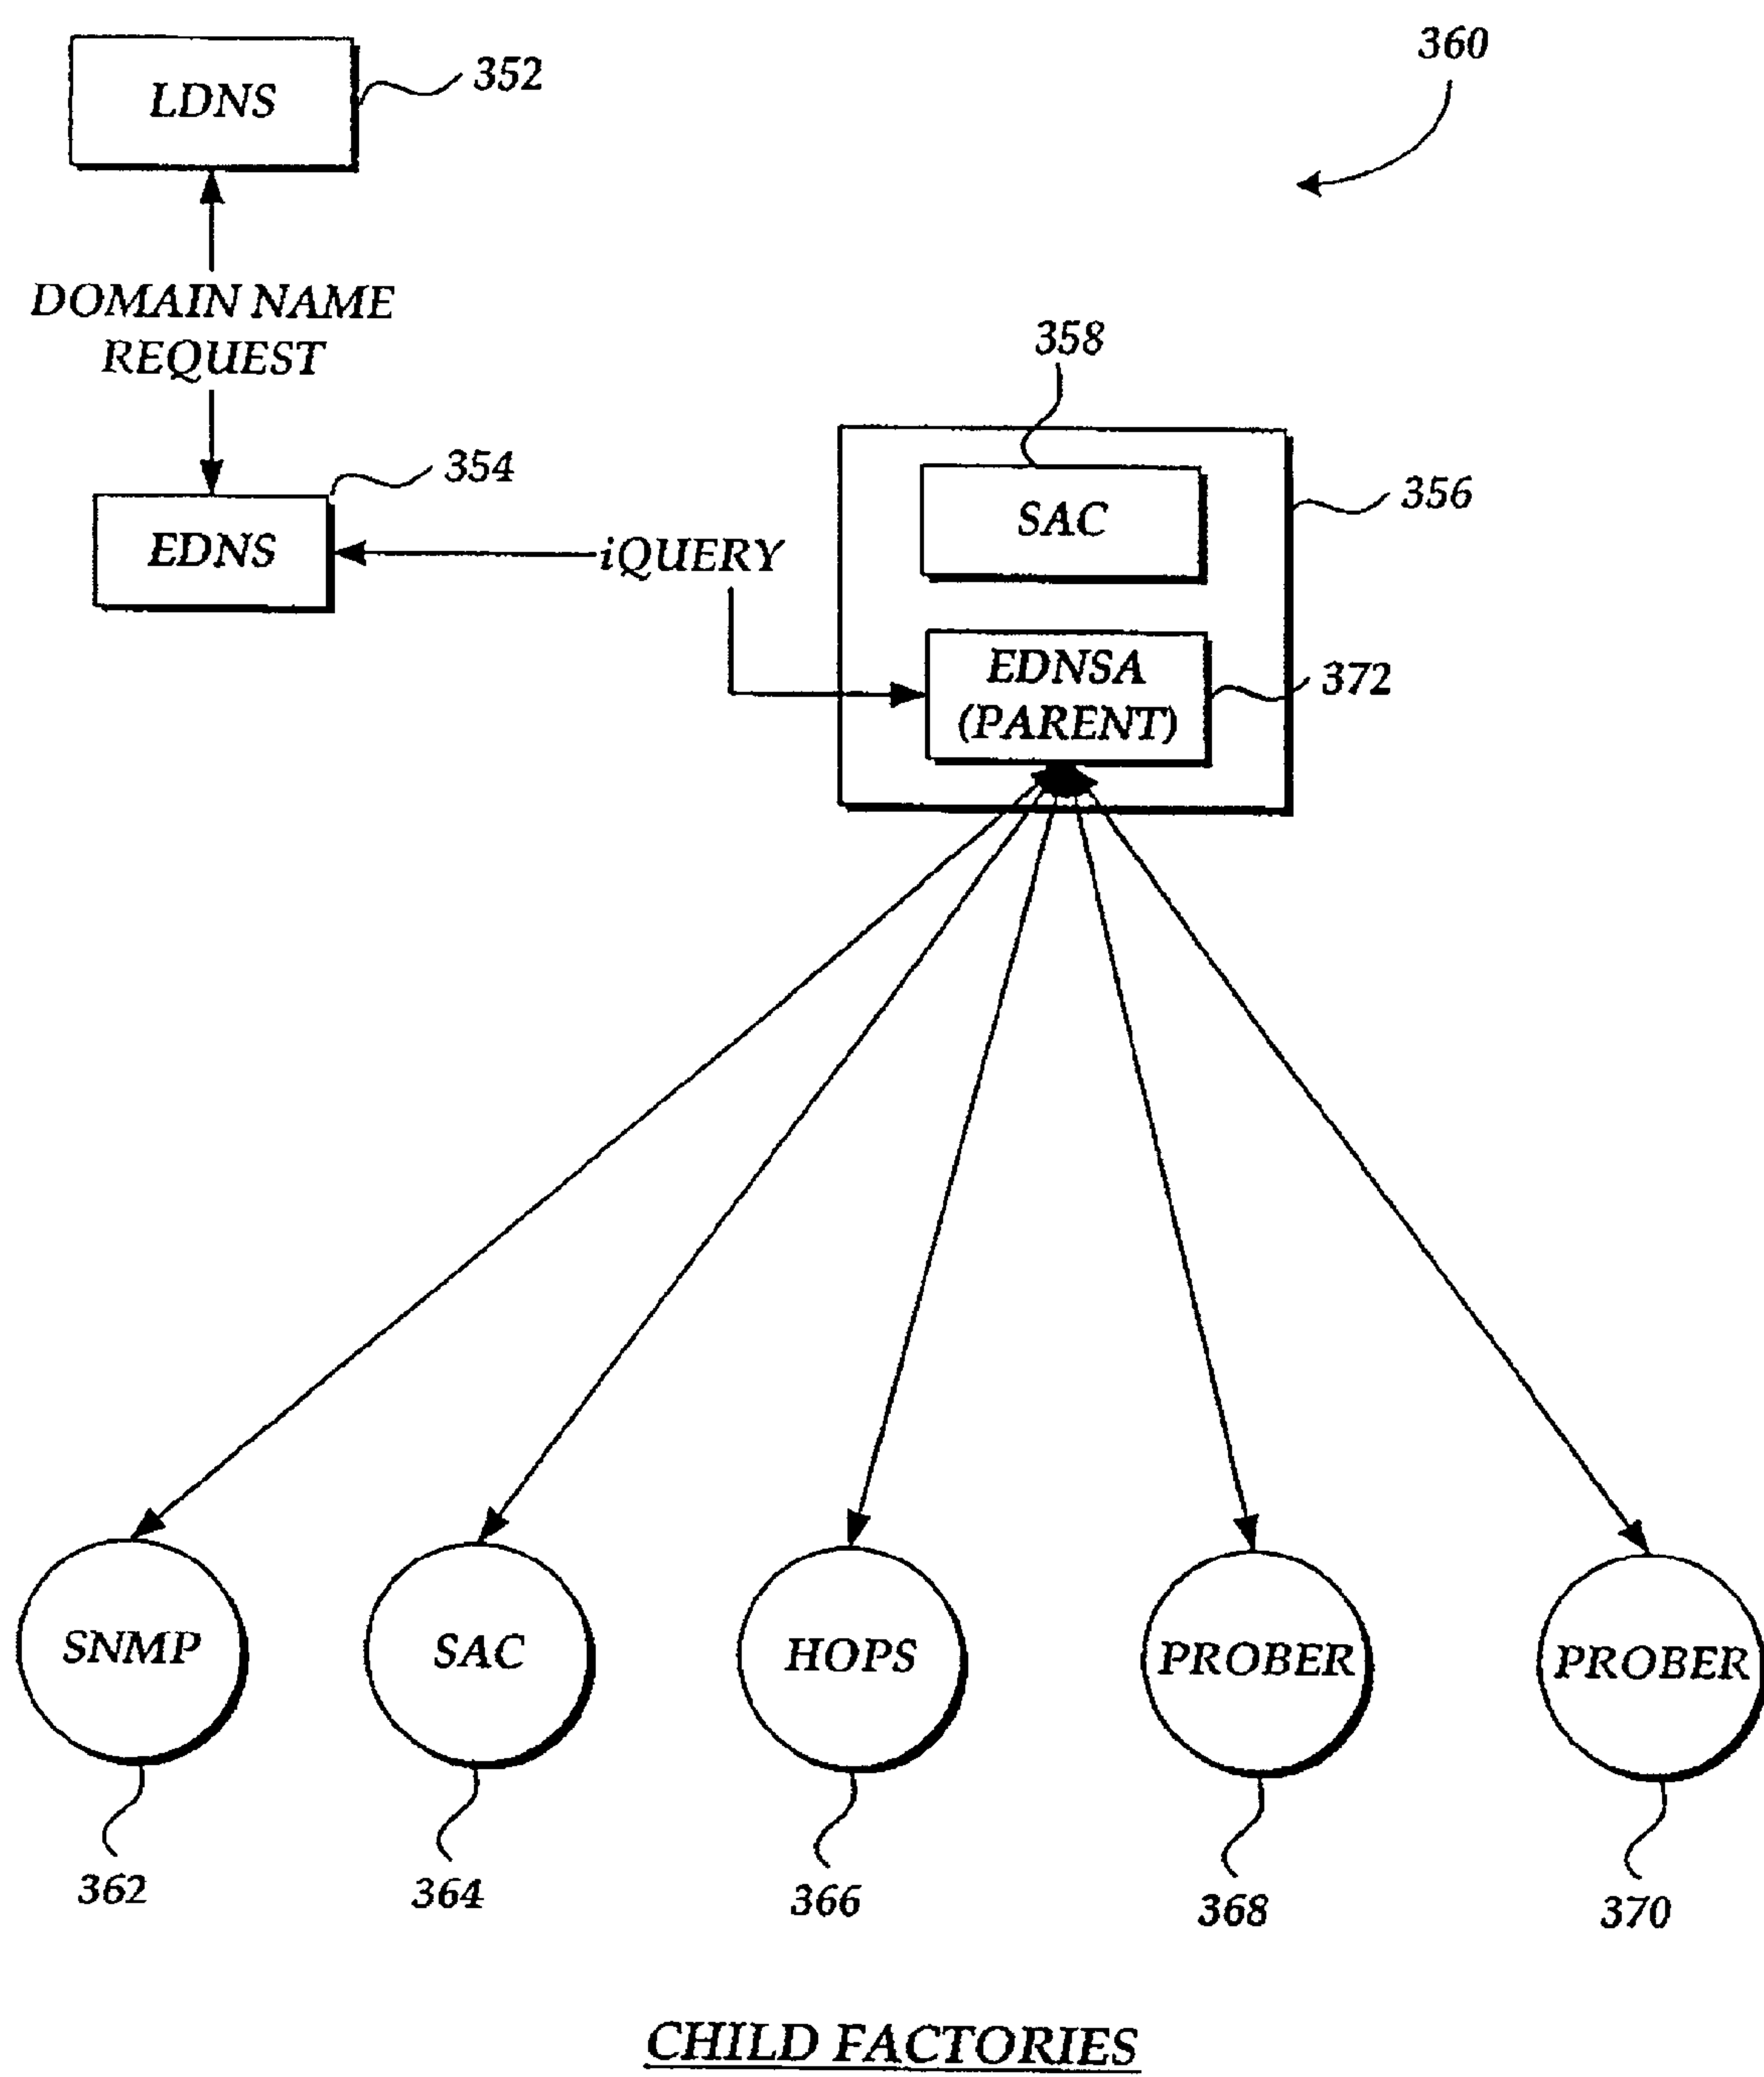 360
LDNS
352
DOMAIN NAME
REQUEST
358
354
356
SAC
EDNS
iQUERY
EDNSA
(PARENT)
372
SNMP
SAC
HOPS
PROBER
PROBER
362
364
366
368
370
CHILD FACTORIES